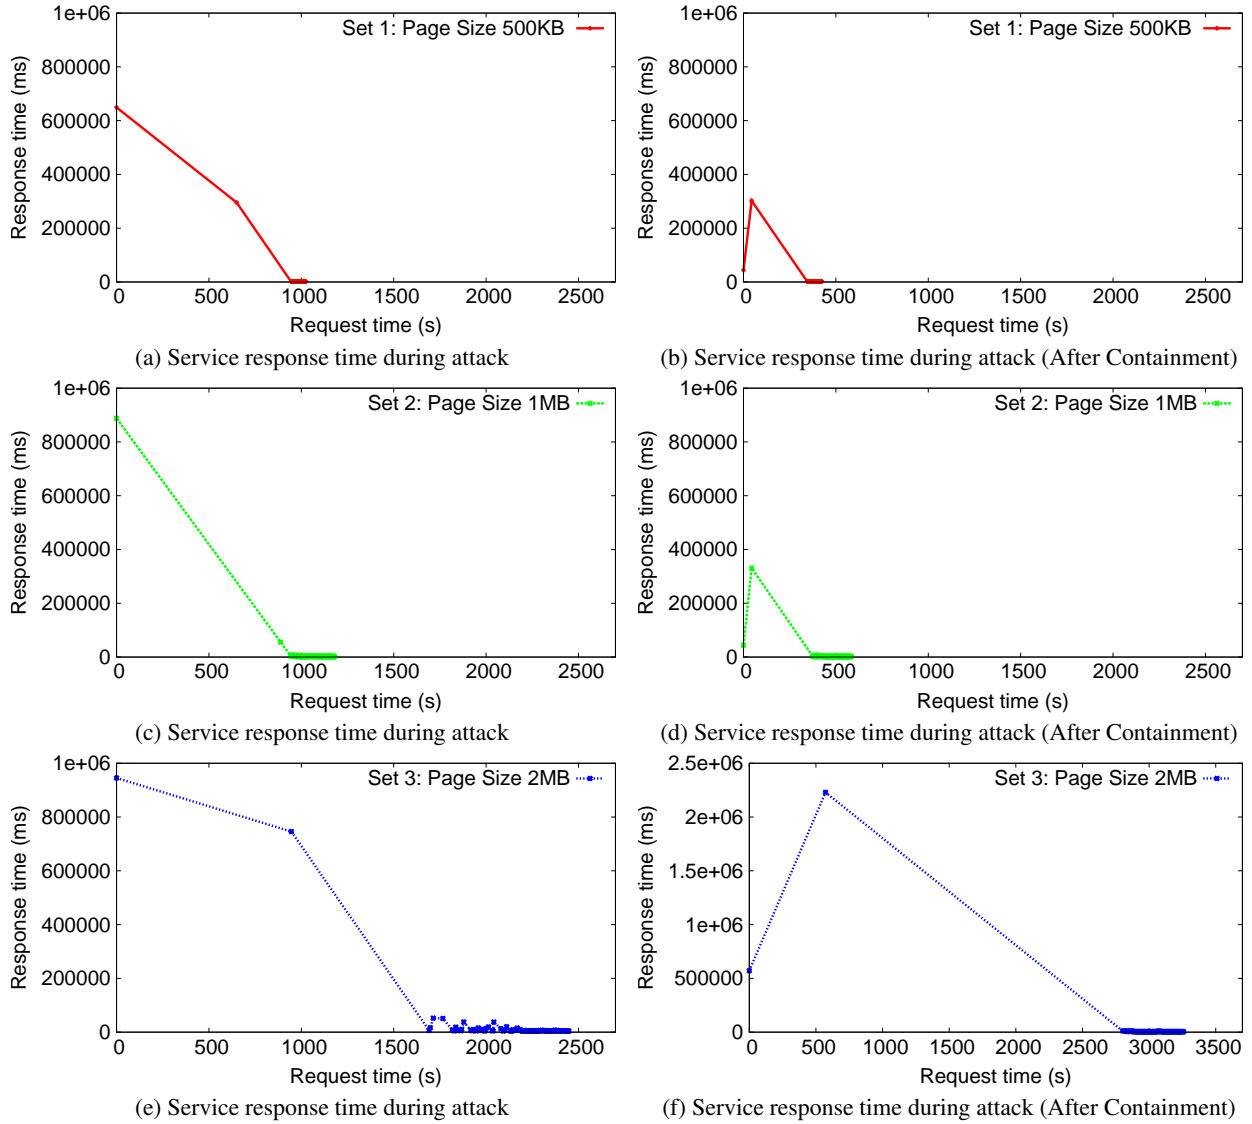 1e+06
800000
600000
400000
200000
0
Response time (ms)
Set 1: Page Size 500KB
0 500 1000 1500 2000 2500
Request time (s)
(a) Service response time during attack
1e+06
800000
600000
400000
200000
0
Response time (ms)
Set 1: Page Size 500KB
0 500 1000 1500 2000 2500
Request time (s)
(b) Service response time during attack (After Containment)
1e+06
800000
600000
400000
200000
0
Response time (ms)
Set 2: Page Size 1MB
0 500 1000 1500 2000 2500
Request time (s)
(c) Service response time during attack
1e+06
800000
600000
400000
200000
0
Response time (ms)
Set 2: Page Size 1MB
0 500 1000 1500 2000 2500
Request time (s)
(d) Service response time during attack (After Containment)
1e+06
800000
600000
400000
200000
0
Response time (ms)
Set 3: Page Size 2MB
0 500 1000 1500 2000 2500
Request time (s)
(e) Service response time during attack
2.5e+06
2e+06
1.5e+06
1e+06
500000
0
Response time (ms)
Set 3: Page Size 2MB
0 500 1000 1500 2000 2500 3000 3500
Request time (s)
(f) Service response time during attack (After Containment)